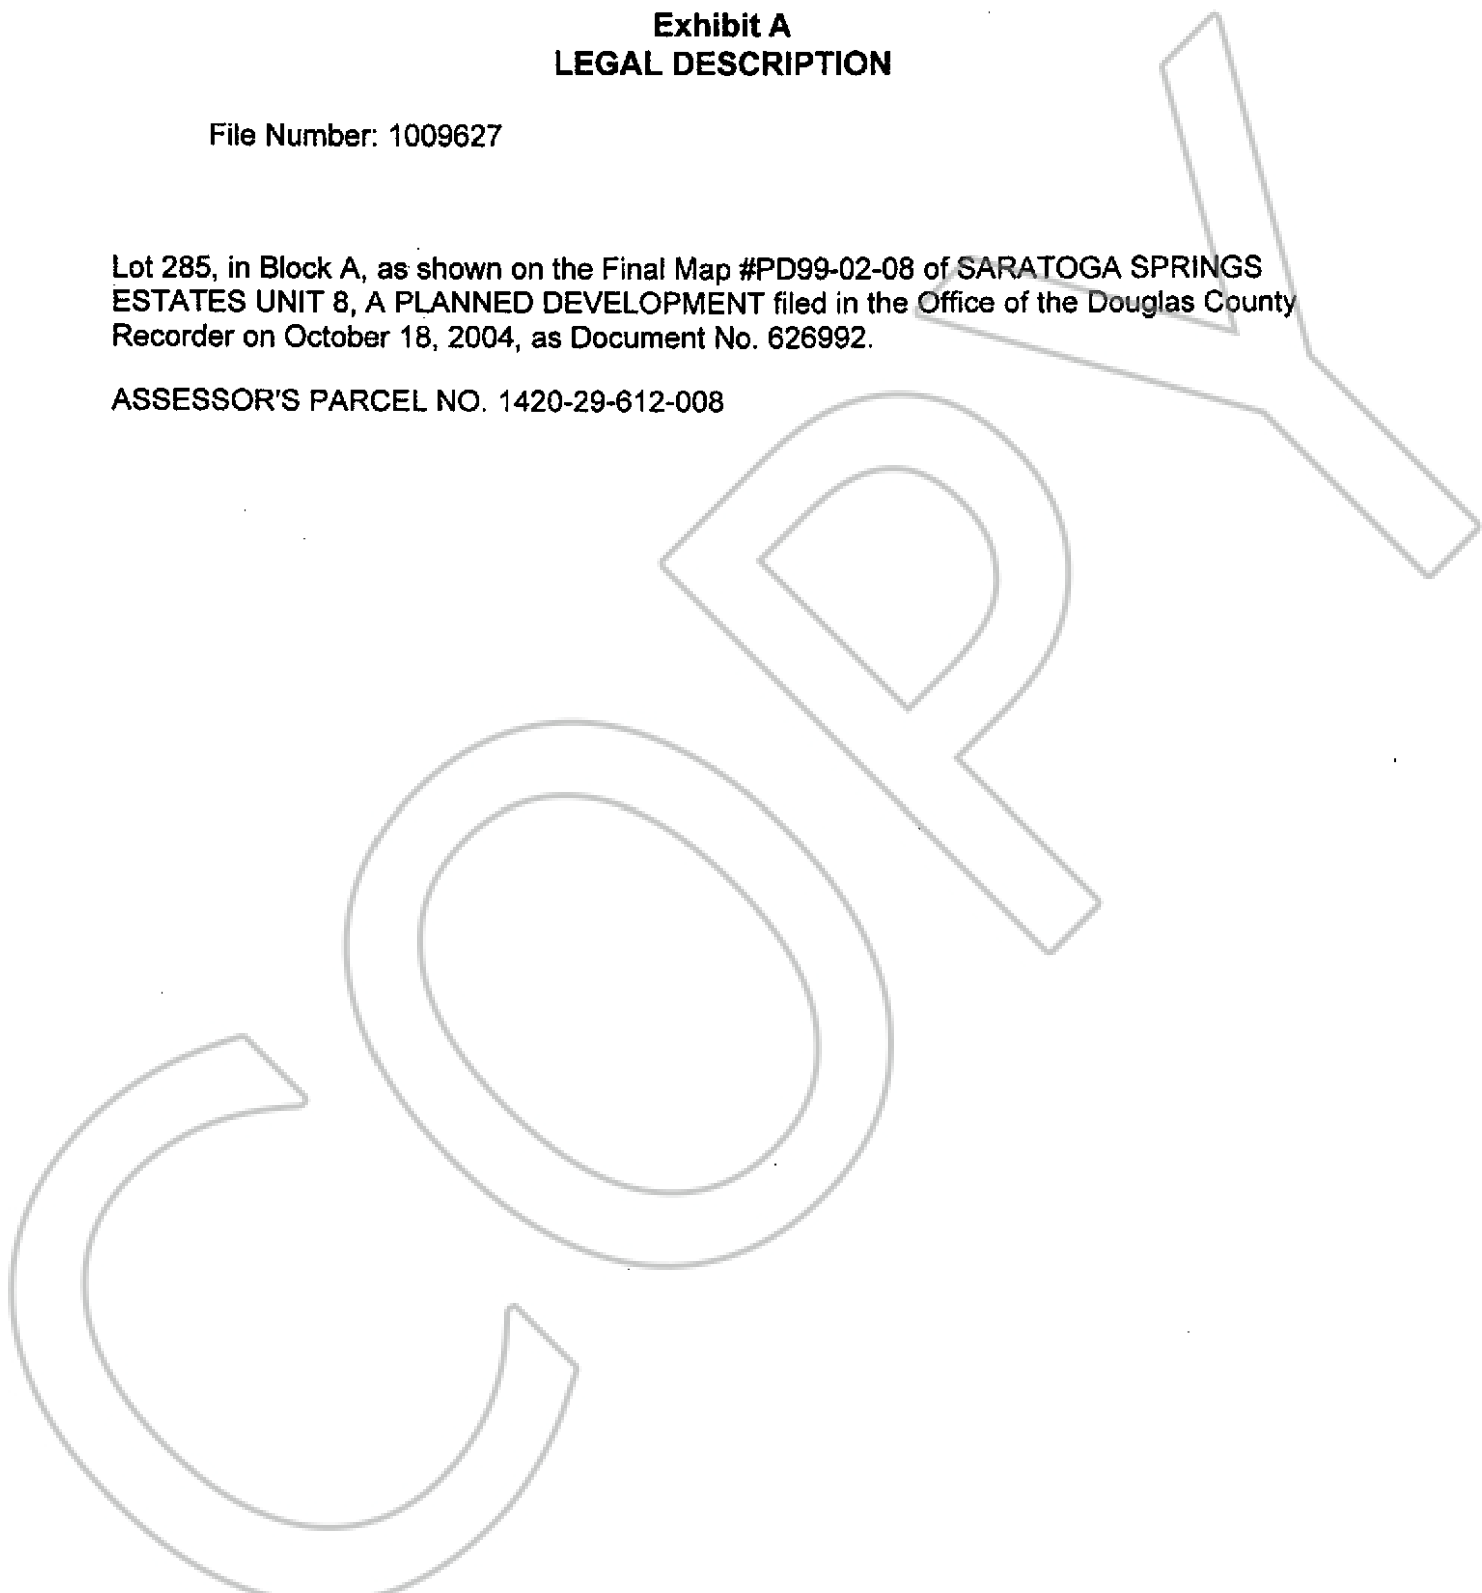 Exhibit A
LEGAL DESCRIPTION
File Number: 1009627
Lot 285, in Block A, as shown on the Final Map #PD99-02-08 of SARATOGA SPRINGS
ESTATES UNIT 8, A PLANNED DEVELOPMENT filed in the Office of the Douglas County
Recorder on October 18, 2004, as Document No. 626992.
ASSESSOR'S PARCEL NO. 1420-29-612-008
COPY